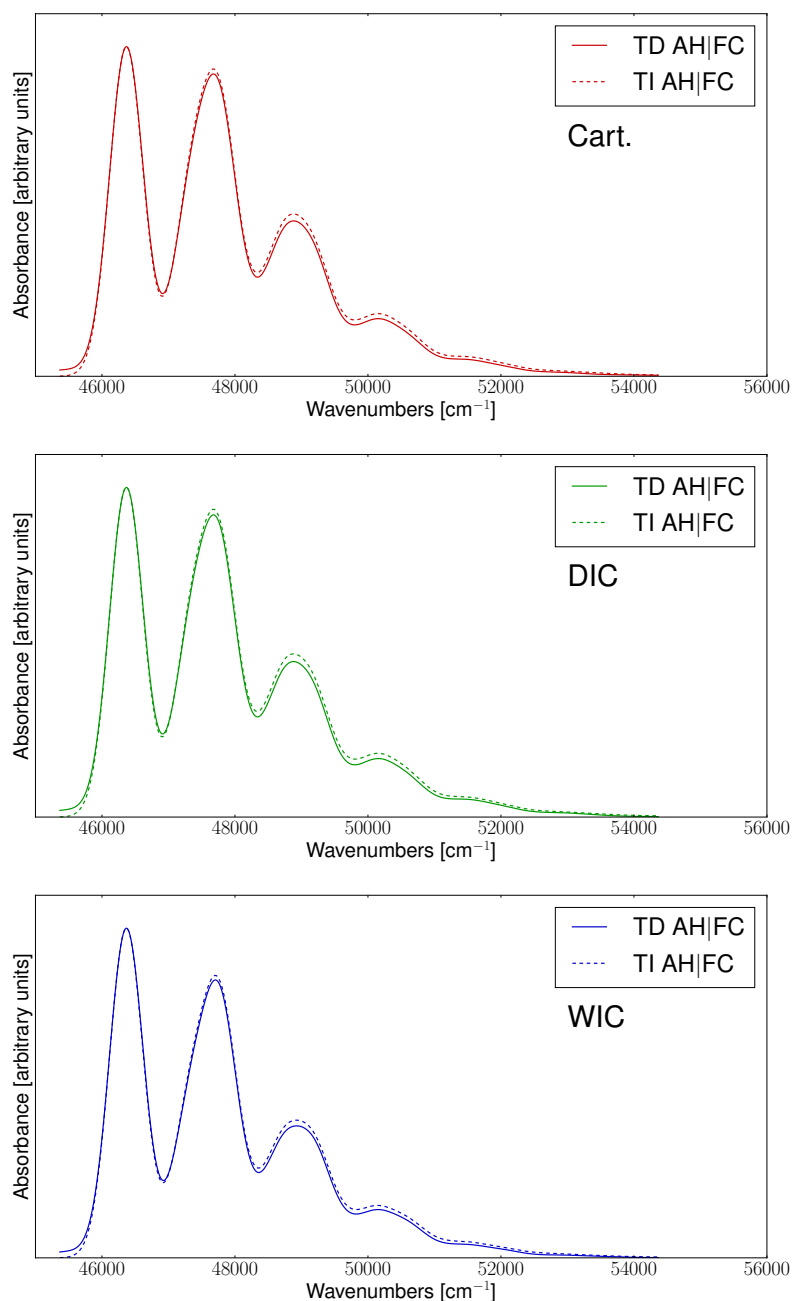 TD AH|FC
TI AH|FC
Cart.
Absorbance [arbitrary units]
46000 48000 50000 52000 54000 56000
Wavenumbers [cm⁻¹]
TD AH|FC
TI AH|FC
DIC
Absorbance [arbitrary units]
46000 48000 50000 52000 54000 56000
Wavenumbers [cm⁻¹]
TD AH|FC
TI AH|FC
WIC
Absorbance [arbitrary units]
46000 48000 50000 52000 54000 56000
Wavenumbers [cm⁻¹]